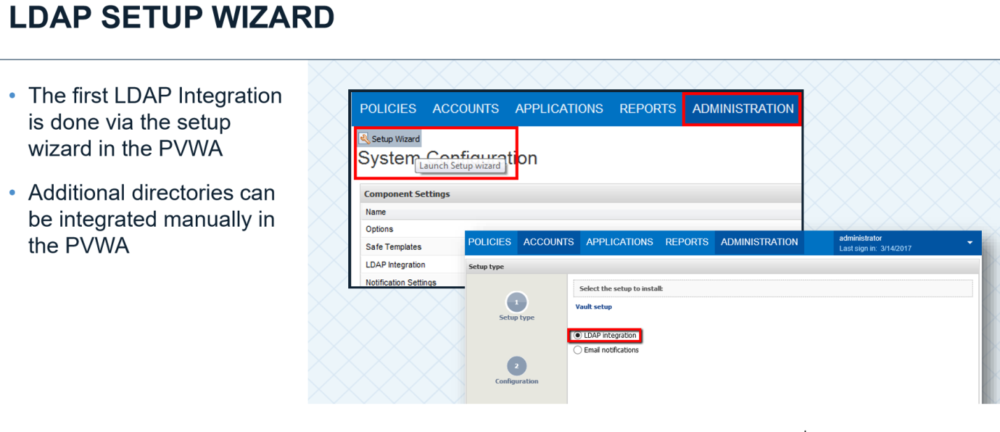 LDAP SETUP WIZARD
• The first LDAP Integration
is done via the setup
wizard in the PVWA
• Additional directories can
be integrated manually in
the PVWA
POLICIES ACCOUNTS APPLICATIONS REPORTS ADMINISTRATION
Setup Wizard
System Configuration
Launch Setup wizard
Component Settings
Name
Options
Safe Templates
LDAP Integration
Notification Settings
POLICIES ACCOUNTS APPLICATIONS REPORTS ADMINISTRATION
administrator
Last sign in: 3/14/2017
Setup type
1
Setup type
2
Configuration
Select the setup to install:
Vault setup
LDAP integration
Email notifications